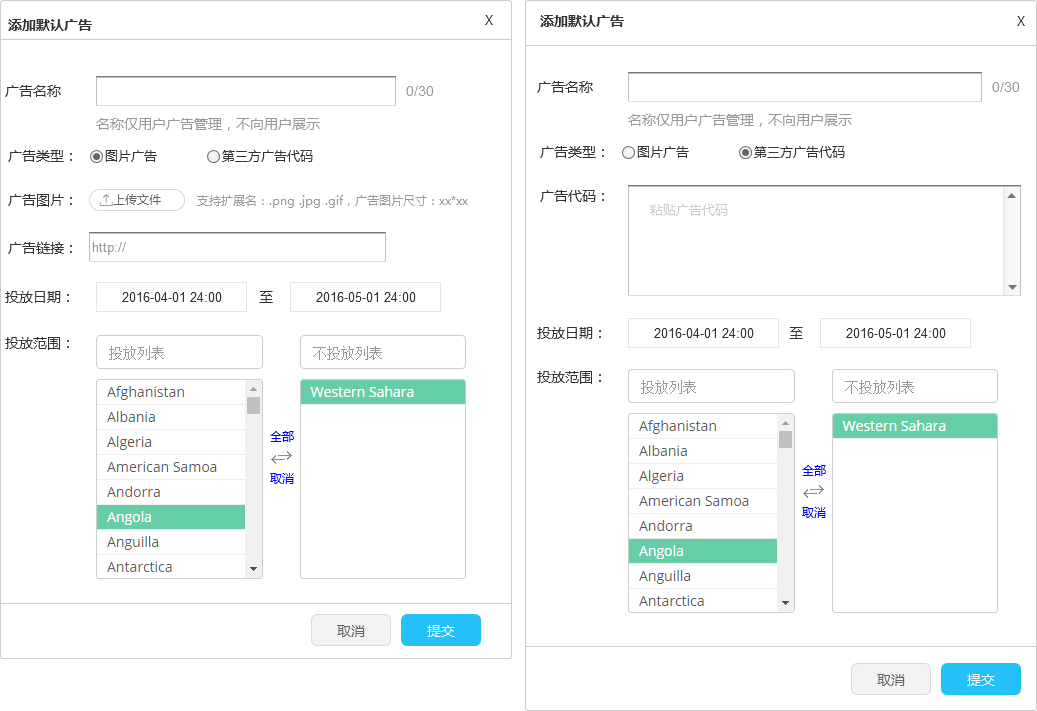 添加默认广告 X
广告名称 0/30
名称仅用户广告管理，不向用户展示
广告类型： 图片广告 第三方广告代码
广告图片： 上传文件 支持扩展名：.png .jpg .gif，广告图片尺寸：xx*xx
广告链接： http://
投放日期： 2016-04-01 24:00 至 2016-05-01 24:00
投放范围： 投放列表 不投放列表
Afghanistan Western Sahara
Albania
Algeria
全部
American Samoa
取消
Andorra
Angola
Anguilla
Antarctica
取消 提交
添加默认广告 X
广告名称 0/30
名称仅用户广告管理，不向用户展示
广告类型： 图片广告 第三方广告代码
广告代码： 粘贴广告代码
投放日期： 2016-04-01 24:00 至 2016-05-01 24:00
投放范围： 投放列表 不投放列表
Afghanistan Western Sahara
Albania
Algeria
全部
American Samoa
取消
Andorra
Angola
Anguilla
Antarctica
取消 提交